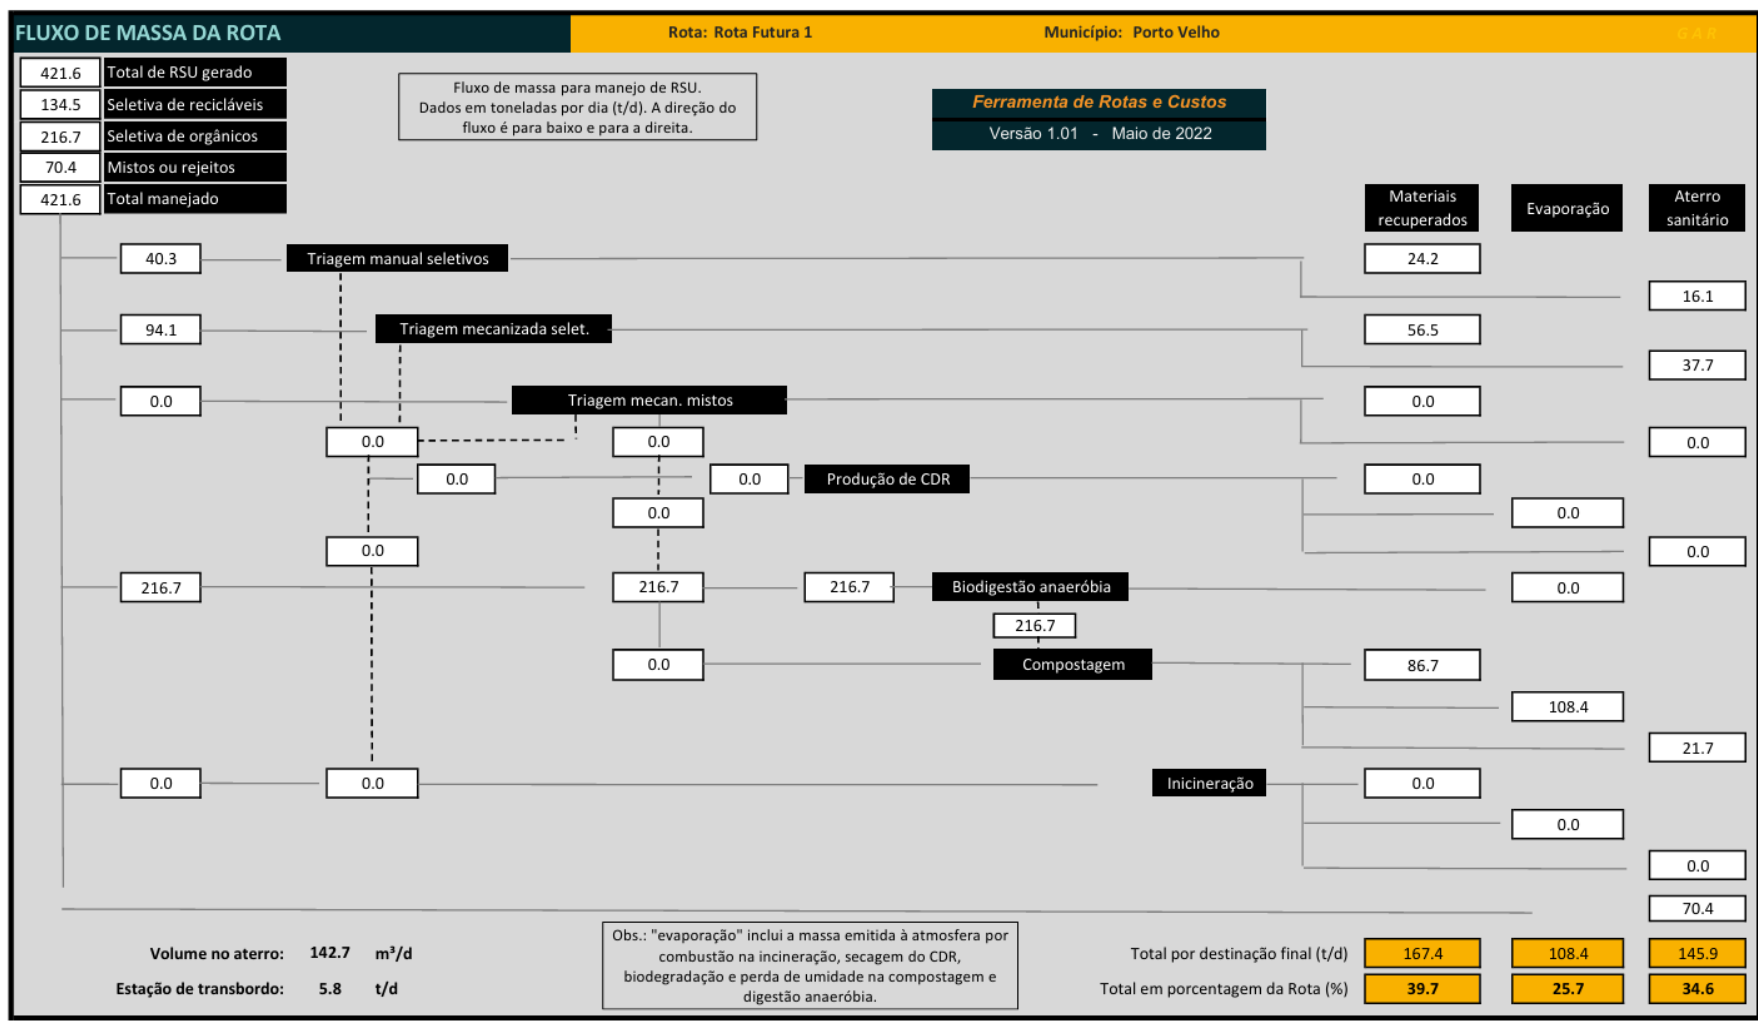 FLUXO DE MASSA DA ROTA
Rota: Rota Futura 1
Município: Porto Velho
GAR
421.6 Total de RSU gerado
134.5 Seletiva de recicláveis
216.7 Seletiva de orgânicos
70.4 Mistos ou rejeitos
421.6 Total manejado
Fluxo de massa para manejo de RSU.
Dados em toneladas por dia (t/d). A direção do
fluxo é para baixo e para a direita.
Ferramenta de Rotas e Custos
Versão 1.01 - Maio de 2022
Materiais
recuperados
Evaporação
Aterro
sanitário
40.3 Triagem manual seletivos 24.2
16.1
94.1 Triagem mecanizada selet. 56.5
37.7
0.0 Triagem mecan. mistos 0.0
0.0 0.0 0.0
0.0 0.0 Produção de CDR 0.0
0.0 0.0
0.0 0.0
216.7 216.7 216.7 Biodigestão anaeróbia 0.0
216.7
0.0 Compostagem 86.7
108.4
21.7
0.0 0.0 Inicineração 0.0
0.0
0.0
70.4
Volume no aterro: 142.7 m³/d
Estação de transbordo: 5.8 t/d
Obs.: "evaporação" inclui a massa emitida à atmosfera por
combustão na incineração, secagem do CDR,
biodegradação e perda de umidade na compostagem e
digestão anaeróbia.
Total por destinação final (t/d) 167.4 108.4 145.9
Total em porcentagem da Rota (%) 39.7 25.7 34.6